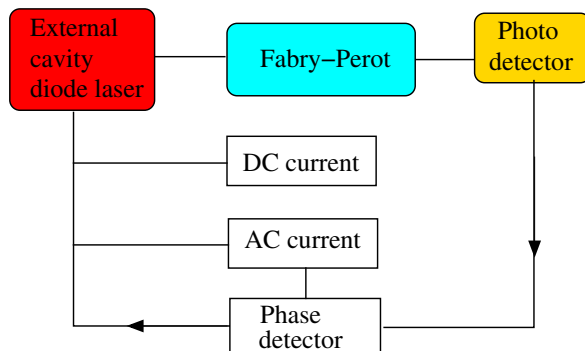 External
cavity
diode laser
Fabry−Perot
Photo
detector
DC current
AC current
Phase
detector